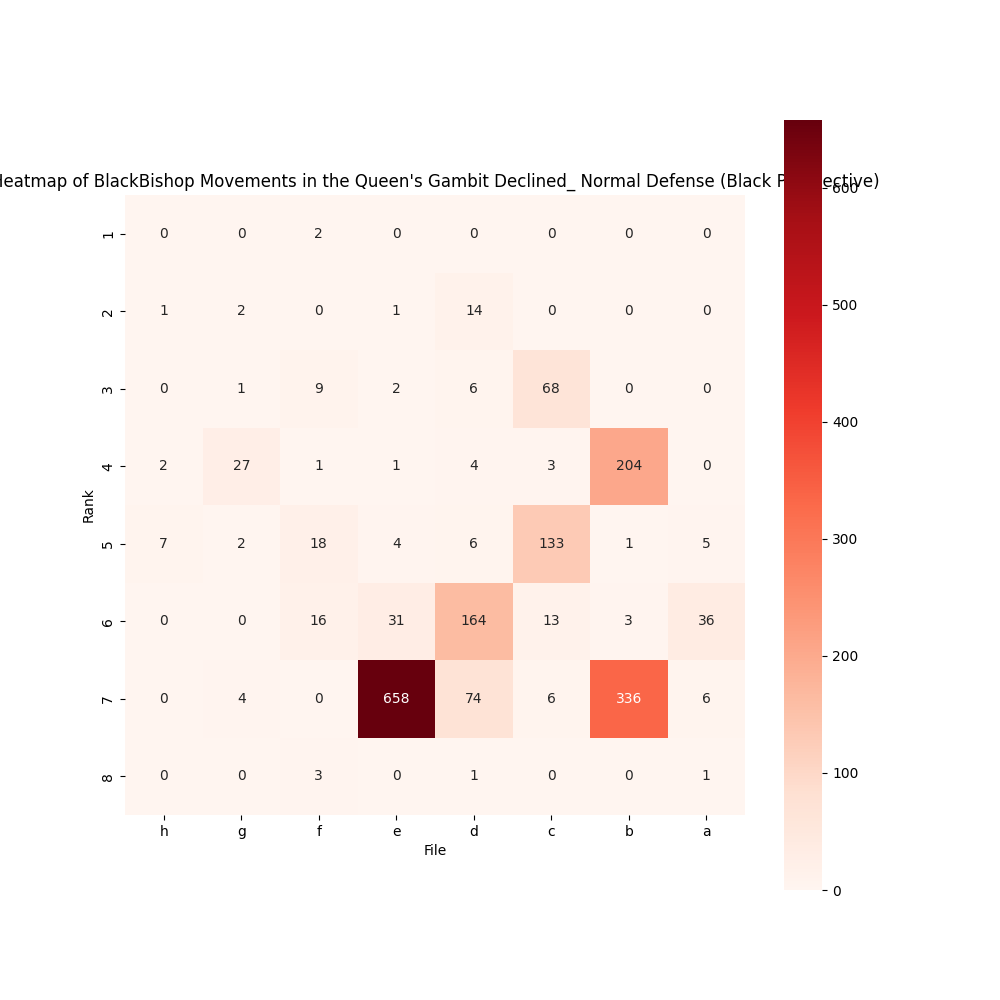 Heatmap of BlackBishop Movements in the Queen's Gambit Declined_ Normal Defense (Black
600
1 0 0 2 0 0 0 0 0
2 1 2 0 1 14 0 0 0
500
3 0 1 9 2 6 68 0 0
400
4 2 27 1 1 4 3 204 0
Rank
300
5 7 2 18 4 6 133 1 5
6 0 0 16 31 164 13 3 36
200
7 0 4 0 658 74 6 336 6
100
8 0 0 3 0 1 0 0 1
h g f e d c b a
File
0